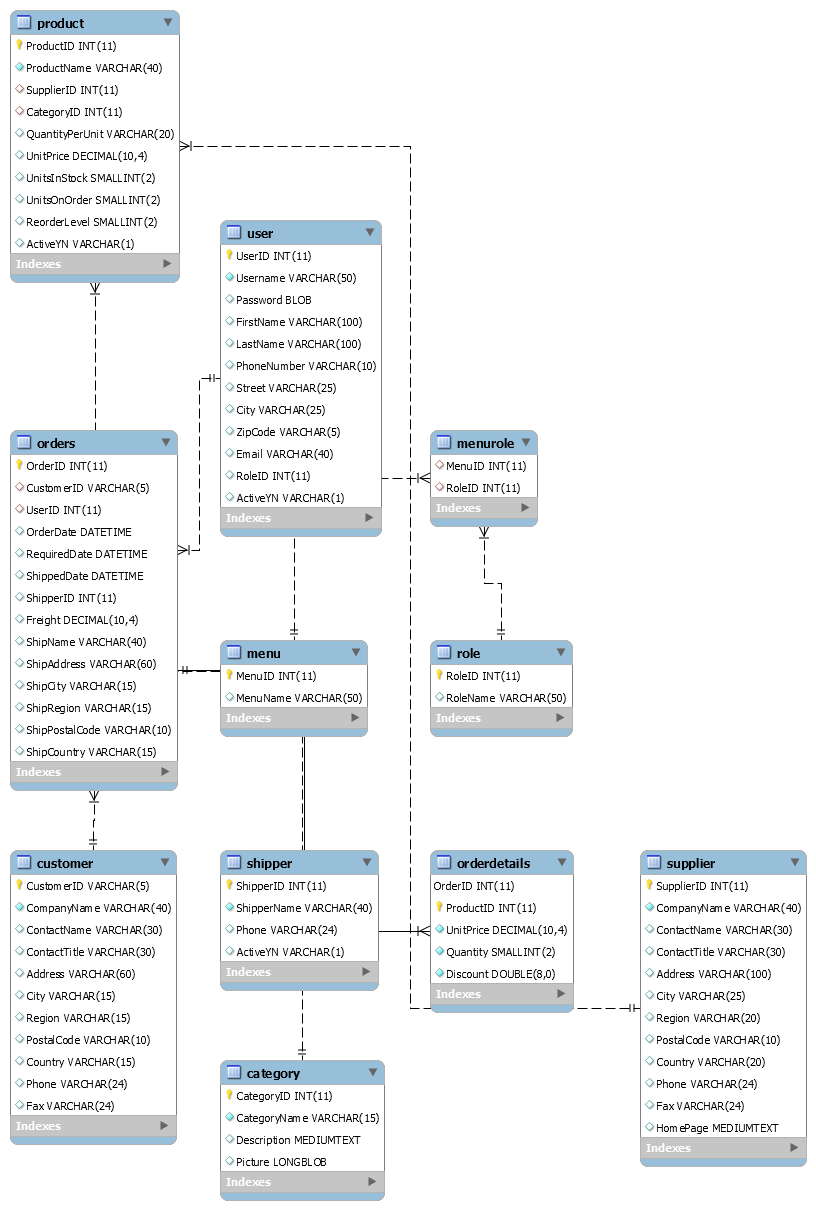 product
ProductID INT(11)
ProductName VARCHAR(40)
SupplierID INT(11)
CategoryID INT(11)
QuantityPerUnit VARCHAR(20)
UnitPrice DECIMAL(10,4)
UnitsInStock SMALLINT(2)
UnitsOnOrder SMALLINT(2)
ReorderLevel SMALLINT(2)
ActiveYN VARCHAR(1)
Indexes
user
UserID INT(11)
Username VARCHAR(50)
Password BLOB
FirstName VARCHAR(100)
LastName VARCHAR(100)
PhoneNumber VARCHAR(10)
Street VARCHAR(25)
City VARCHAR(25)
ZipCode VARCHAR(5)
Email VARCHAR(40)
RoleID INT(11)
ActiveYN VARCHAR(1)
Indexes
orders
OrderID INT(11)
CustomerID VARCHAR(5)
UserID INT(11)
OrderDate DATETIME
RequiredDate DATETIME
ShippedDate DATETIME
ShipperID INT(11)
Freight DECIMAL(10,4)
ShipName VARCHAR(40)
ShipAddress VARCHAR(60)
ShipCity VARCHAR(15)
ShipRegion VARCHAR(15)
ShipPostalCode VARCHAR(10)
ShipCountry VARCHAR(15)
Indexes
menurole
MenuID INT(11)
RoleID INT(11)
Indexes
menu
MenuID INT(11)
MenuName VARCHAR(50)
Indexes
role
RoleID INT(11)
RoleName VARCHAR(50)
Indexes
customer
CustomerID VARCHAR(5)
CompanyName VARCHAR(40)
ContactName VARCHAR(30)
ContactTitle VARCHAR(30)
Address VARCHAR(60)
City VARCHAR(15)
Region VARCHAR(15)
PostalCode VARCHAR(10)
Country VARCHAR(15)
Phone VARCHAR(24)
Fax VARCHAR(24)
Indexes
shipper
ShipperID INT(11)
ShipperName VARCHAR(40)
Phone VARCHAR(24)
ActiveYN VARCHAR(1)
Indexes
orderdetails
OrderID INT(11)
ProductID INT(11)
UnitPrice DECIMAL(10,4)
Quantity SMALLINT(2)
Discount DOUBLE(8,0)
Indexes
supplier
SupplierID INT(11)
CompanyName VARCHAR(40)
ContactName VARCHAR(30)
ContactTitle VARCHAR(30)
Address VARCHAR(100)
City VARCHAR(25)
Region VARCHAR(20)
PostalCode VARCHAR(10)
Country VARCHAR(20)
Phone VARCHAR(24)
Fax VARCHAR(24)
HomePage MEDIUMTEXT
Indexes
category
CategoryID INT(11)
CategoryName VARCHAR(15)
Description MEDIUMTEXT
Picture LONGBLOB
Indexes